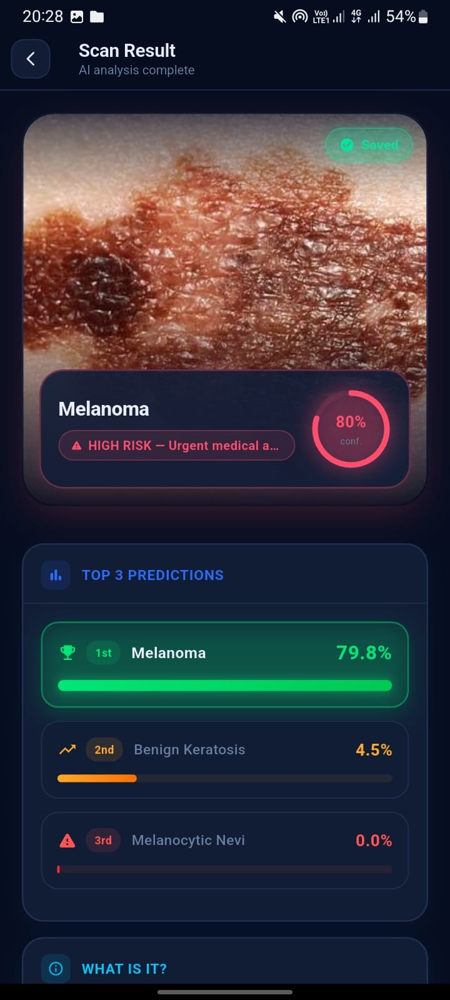 20:28
Vo)) LTE1
4G
54%
Scan Result
AI analysis complete
Saved
Melanoma
HIGH RISK — Urgent medical a...
80%
conf.
TOP 3 PREDICTIONS
1st Melanoma 79.8%
2nd Benign Keratosis 4.5%
3rd Melanocytic Nevi 0.0%
WHAT IS IT?